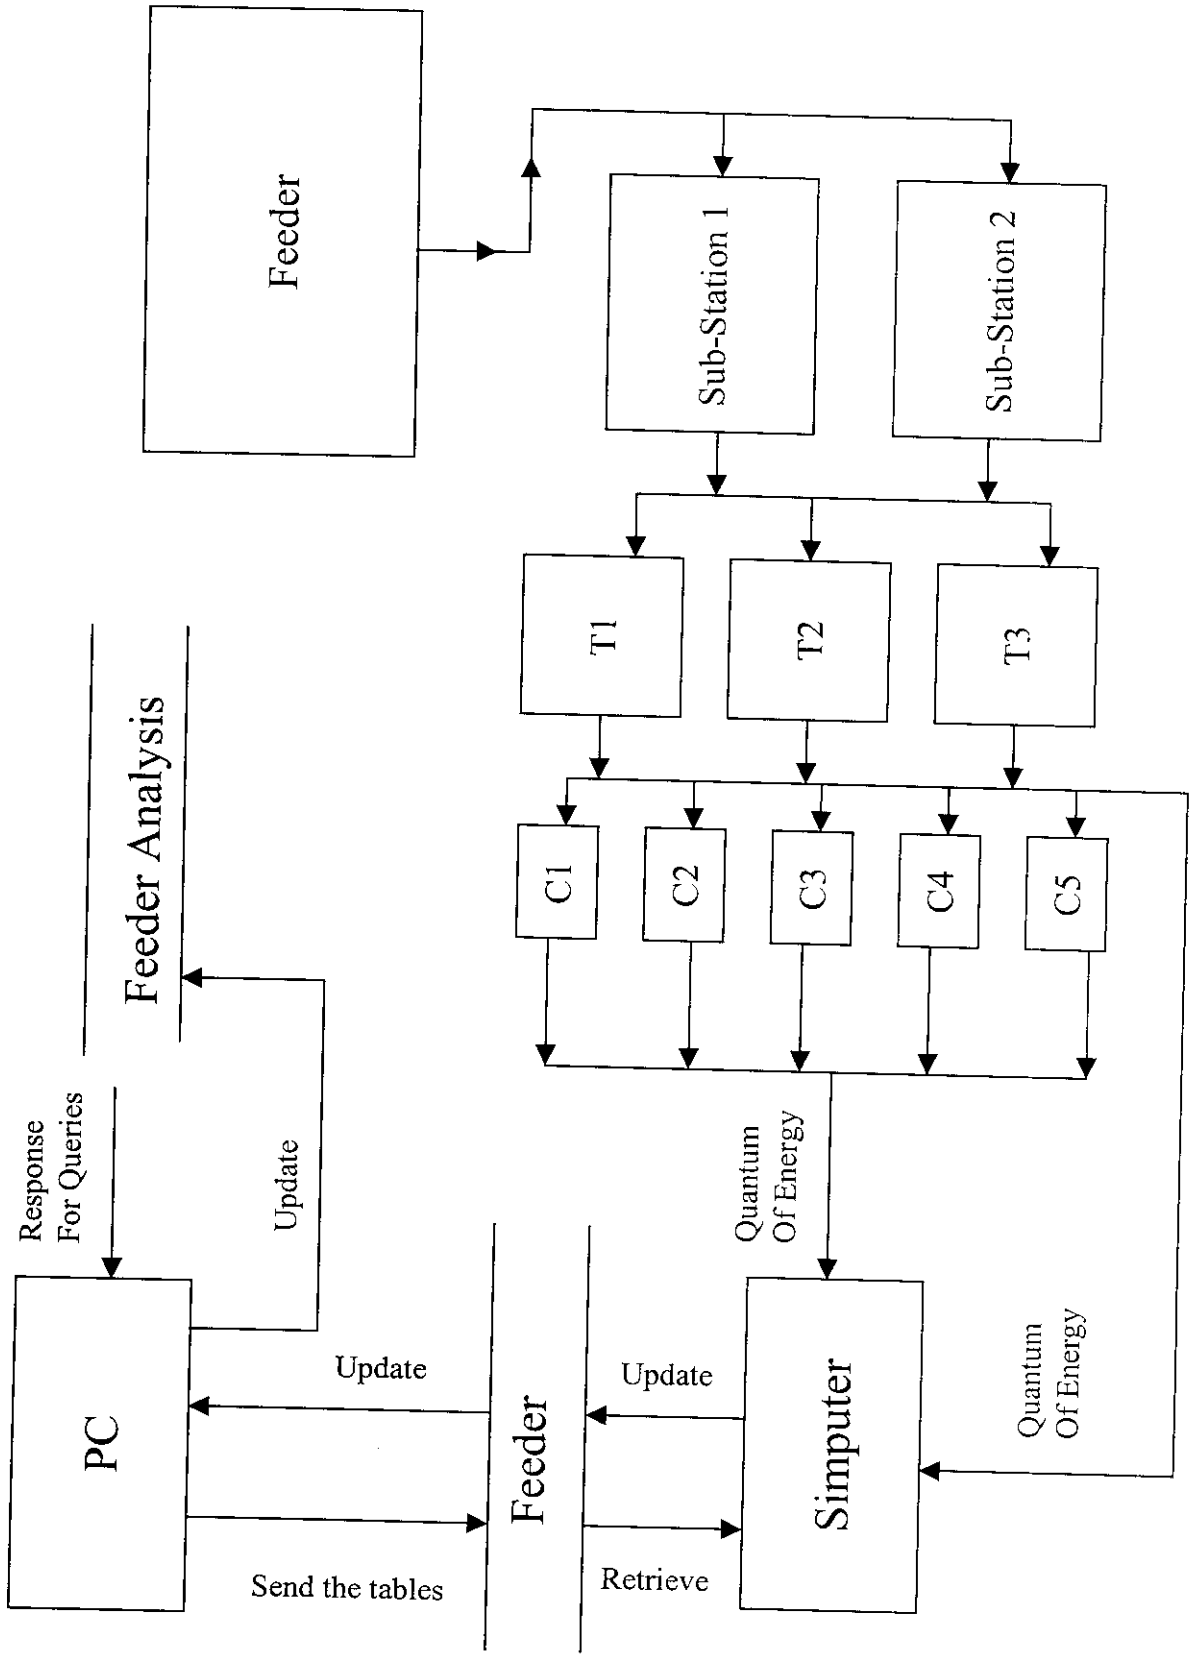 PC
Response
For Queries
Feeder Analysis
Update
Update
Send the tables
Feeder
Feeder
Update
Retrieve
Simputer
Quantum
Of Energy
Quantum
Of Energy
C1
C2
C3
C4
C5
T1
T2
T3
Sub-Station 1
Sub-Station 2